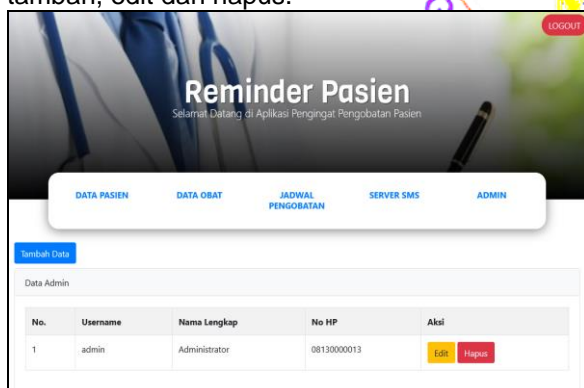 tambah, edit dan hapus.
LOGOUT
Reminder Pasien
Selamat Datang di Aplikasi Pengingat Pengobatan Pasien
DATA PASIEN DATA OBAT JADWAL PENGOBATAN SERVER SMS ADMIN
Tambah Data
Data Admin
No. Username Nama Lengkap No HP Aksi
1 admin Administrator 08130000013 Edit Hapus